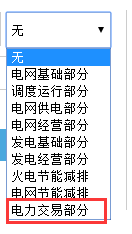 无
无
电网基础部分
调度运行部分
电网供电部分
电网经营部分
发电基础部分
发电经营部分
火电节能减排
电网节能减排
电力交易部分